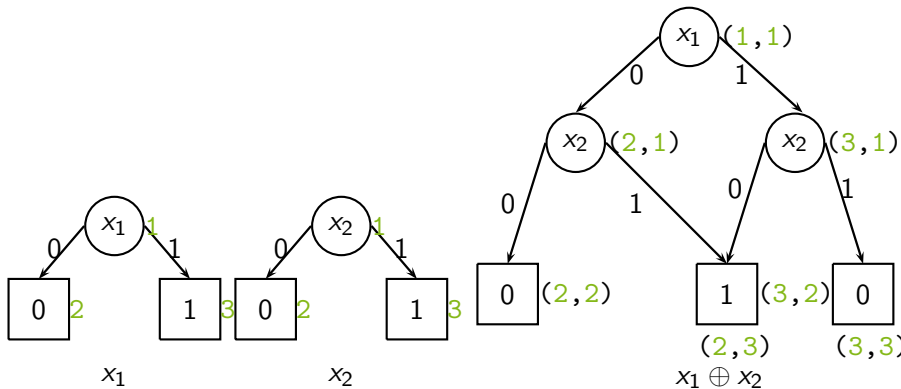 x₁ (1,1)
0 1
x₂ (2,1) x₂ (3,1)
0 1 0 1
x₁ 1 x₂ 1
0 1 0 1
0 2 1 3 0 2 1 3 0 (2,2) 1 (3,2) 0
(2,3) (3,3)
x₁ x₂ x₁ ⊕ x₂